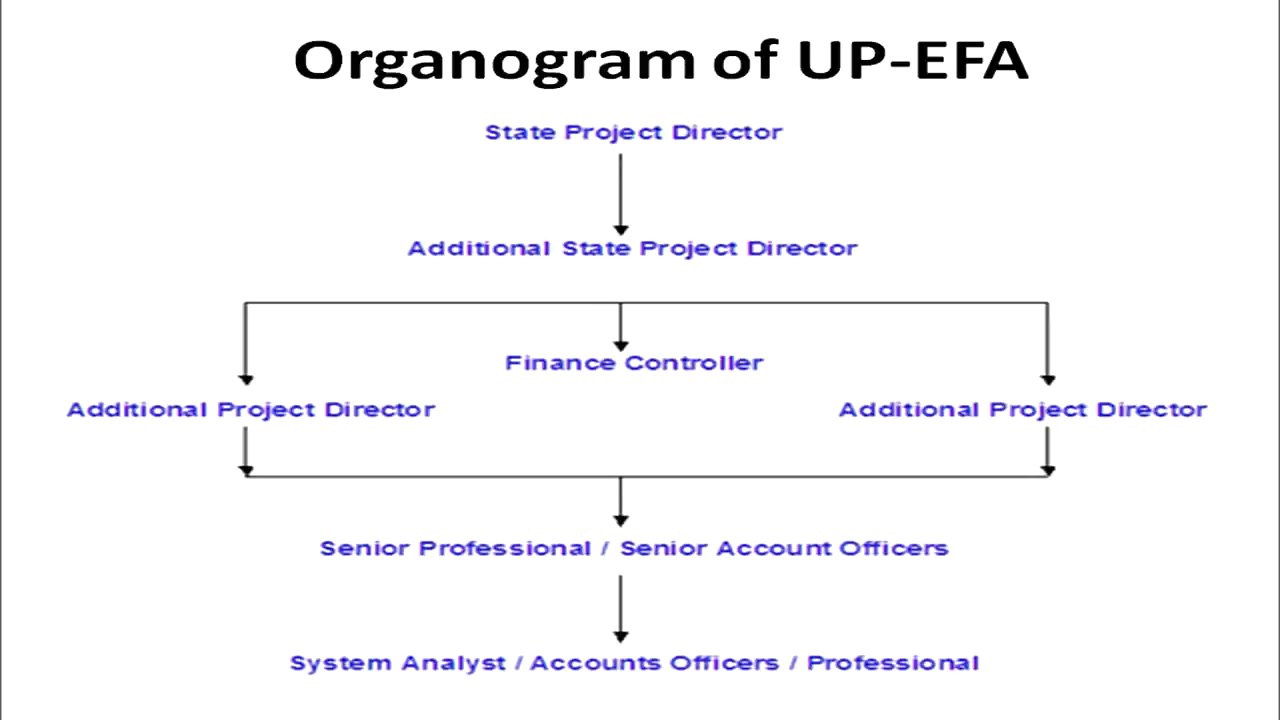 Organogram of UP-EFA
State Project Director
Additional State Project Director
Finance Controller
Additional Project Director
Additional Project Director
Senior Professional / Senior Account Officers
System Analyst / Accounts Officers / Professional